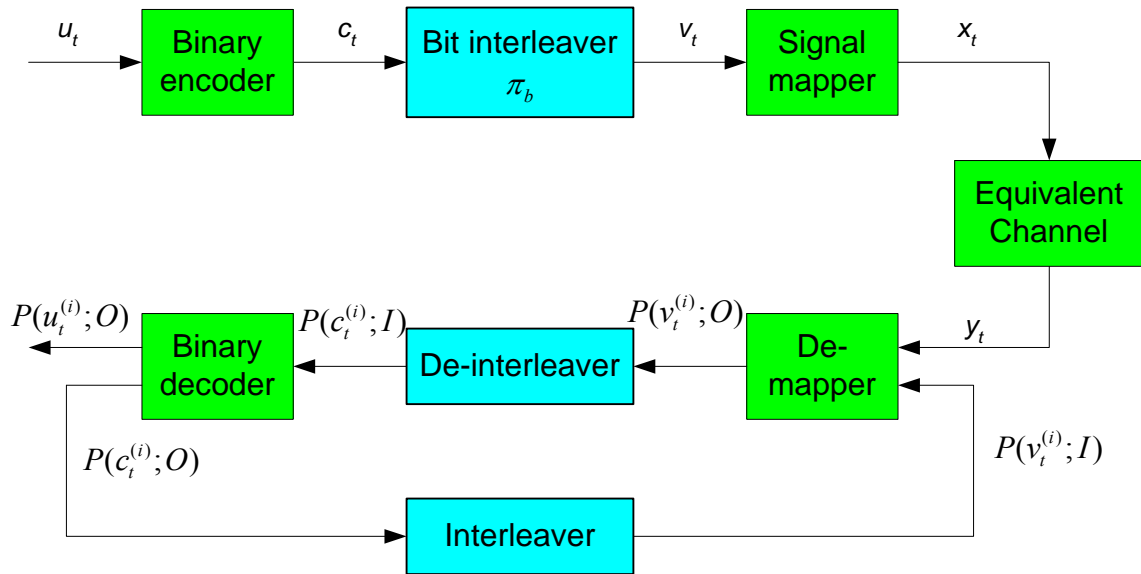 u_t
Binary
encoder
c_t
Bit interleaver
π_b
v_t
Signal
mapper
x_t
Equivalent
Channel
P(u_t^{(i)};O)
Binary
decoder
P(c_t^{(i)};I)
De-interleaver
P(v_t^{(i)};O)
De-
mapper
y_t
P(c_t^{(i)};O)
P(v_t^{(i)};I)
Interleaver